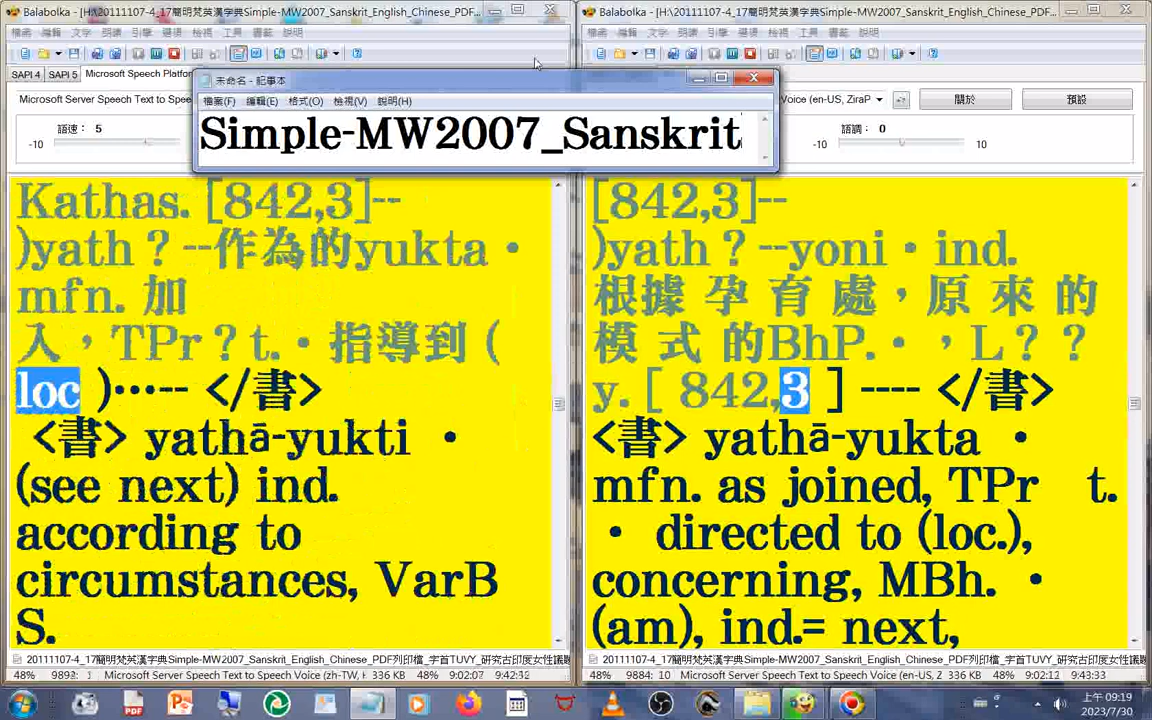 Balabolka - [H:\20111107-4_17簡明梵英漢字典Simple-MW2007_Sanskrit_English_Chinese_PDF...
Balabolka - [H:\20111107-4_17簡明梵英漢字典Simple-MW2007_Sanskrit_English_Chinese_PDF...
SAPI 4 SAPI 5 Microsoft Speech Platfo
未命名 - 記事本
檔案(F) 編輯(E) 格式(O) 檢視(V) 說明(H)
Simple-MW2007_Sanskrit
Microsoft Server Speech Text to Spee
Voice (en-US, ZiraP
關於
預設
語速： 5
-10
語調： 0
-10
10
Kathas. [842,3]--
)yath？--作為的yukta・
mfn. 加
入，TPr？t.・指導到（
loc )…-- </書>
<書> yathā-yukti ・
(see next) ind.
according to
circumstances, VarB
S.
[842,3]--
)yath？--yoni・ind.
根據孕育處，原來的
模式的BhP.・，L？？
y. [ 842,3 ] ---- </書>
<書> yathā-yukta ・
mfn. as joined, TPr t.
・ directed to (loc.),
concerning, MBh. ・
(am), ind.= next,
20111107-4_17簡明梵英漢字典Simple-MW2007_Sanskrit_English_Chinese_PDF列印檔_字首TUVY_研究古印度女性議題
20111107-4_17簡明梵英漢字典Simple-MW2007_Sanskrit_English_Chinese_PDF列印檔_字首TUVY_研究古印度女性議題
48% 9892: 1 Microsoft Server Speech Text to Speech Voice (zh-TW, 336 KB 9:02:07 9:42:32
48% 9884: 10 Microsoft Server Speech Text to Speech Voice (en-US, Z 336 KB 9:02:12 9:43:33
上午 09:19
2023/7/30